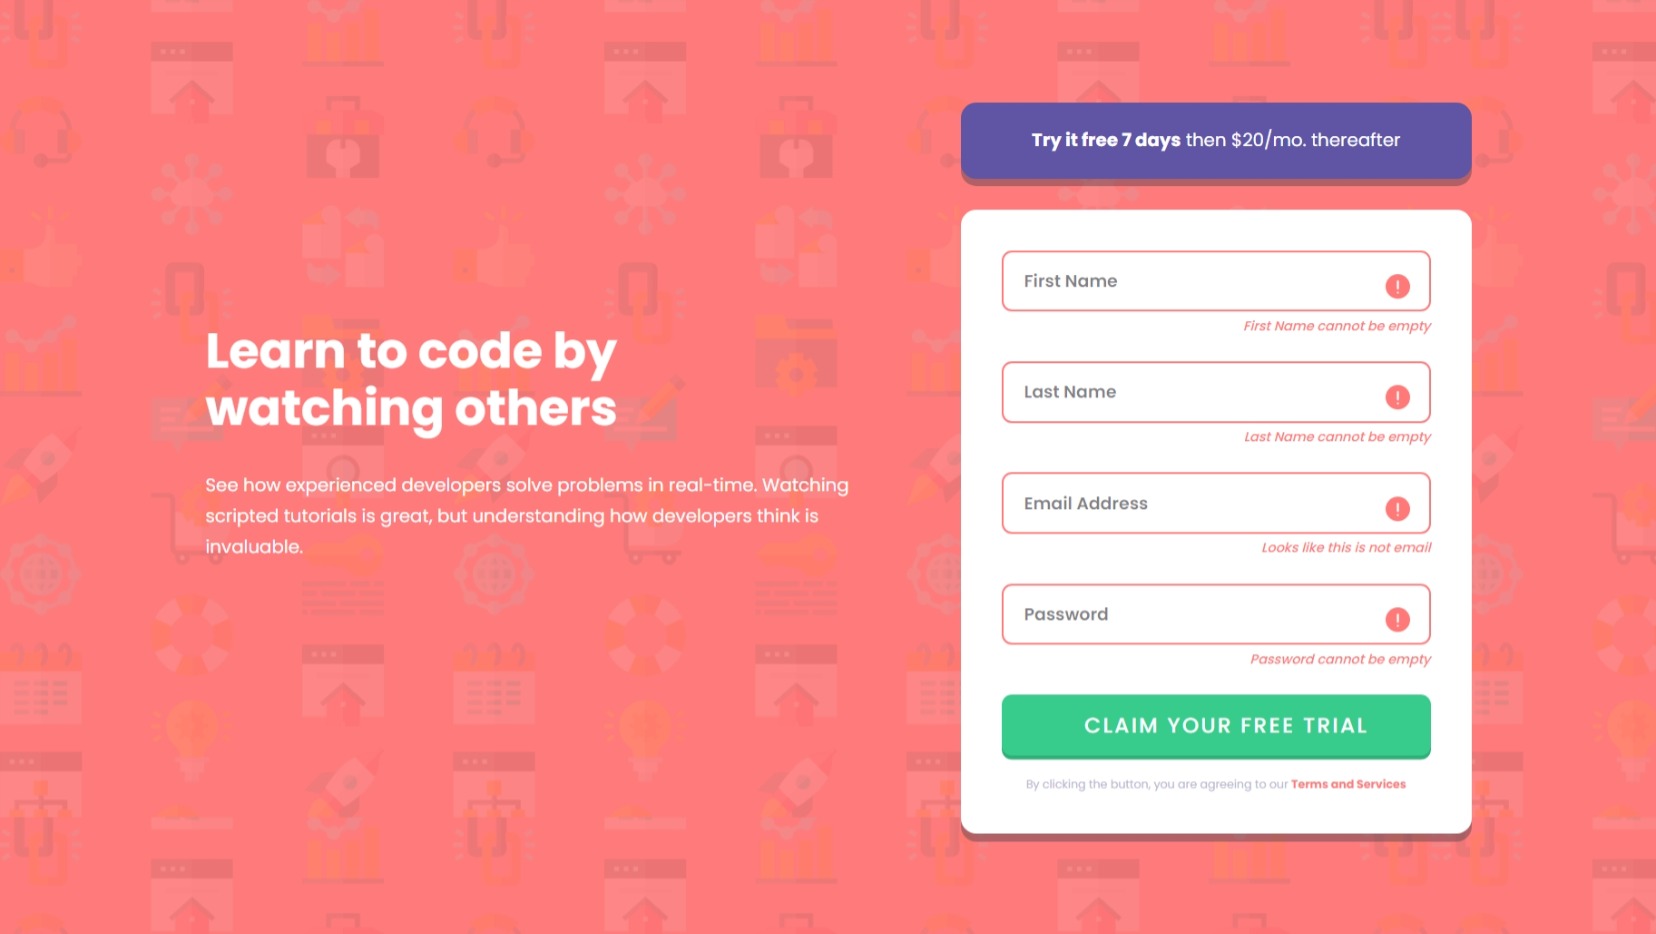 Learn to code by
watching others
See how experienced developers solve problems in real-time. Watching
scripted tutorials is great, but understanding how developers think is
invaluable.
Try it free 7 days then $20/mo. thereafter
First Name
First Name cannot be empty
Last Name
Last Name cannot be empty
Email Address
Looks like this is not email
Password
Password cannot be empty
CLAIM YOUR FREE TRIAL
By clicking the button, you are agreeing to our Terms and Services